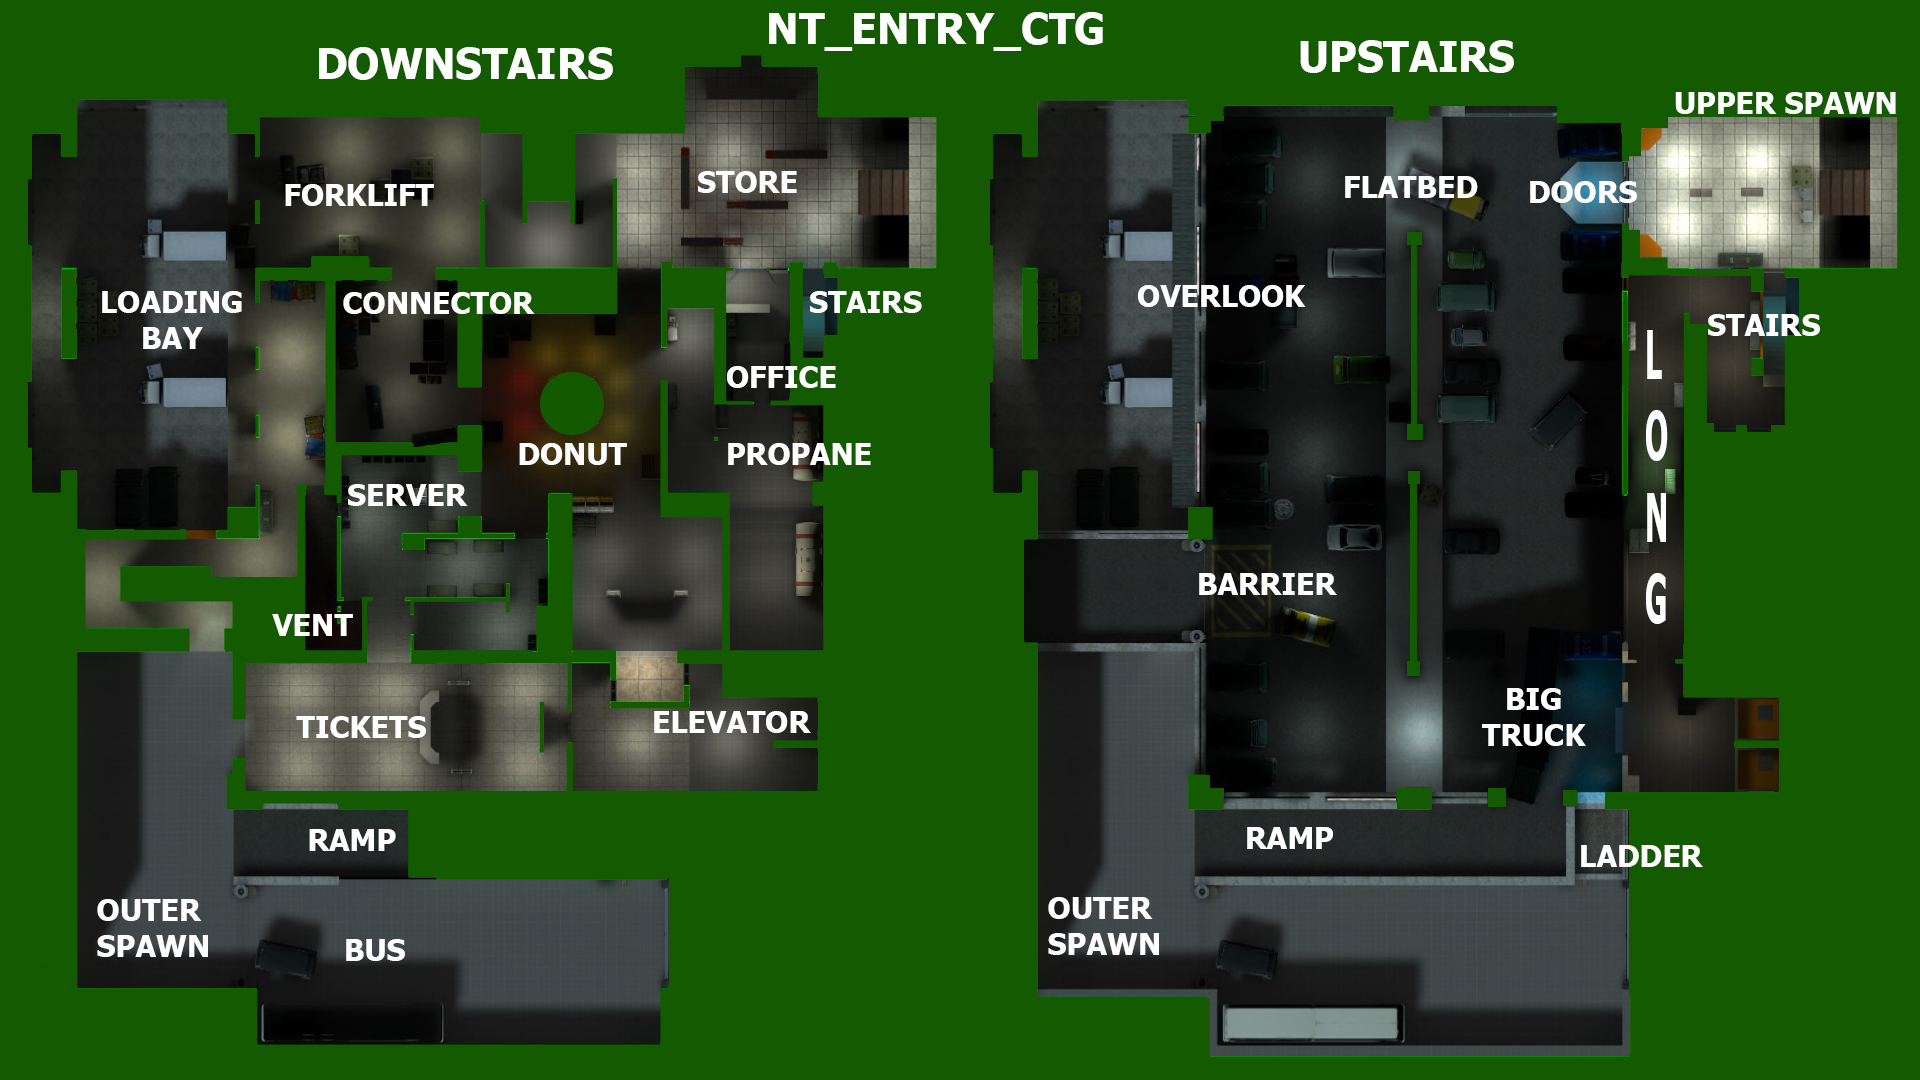 NT_ENTRY_CTG
DOWNSTAIRS
FORKLIFT
STORE
LOADING
BAY
CONNECTOR
STAIRS
OFFICE
DONUT
PROPANE
SERVER
VENT
TICKETS
ELEVATOR
RAMP
OUTER
SPAWN
BUS
UPSTAIRS
UPPER SPAWN
FLATBED
DOORS
OVERLOOK
STAIRS
LONG
BARRIER
BIG
TRUCK
RAMP
LADDER
OUTER
SPAWN